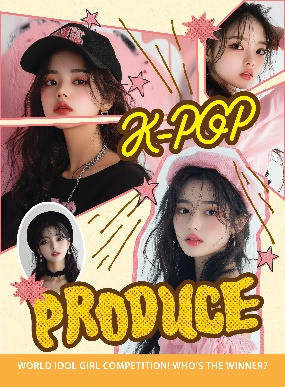 K-POP
PRODUCE
WORLD IDOL GIRL COMPETITION! WHO'S THE WINNER?